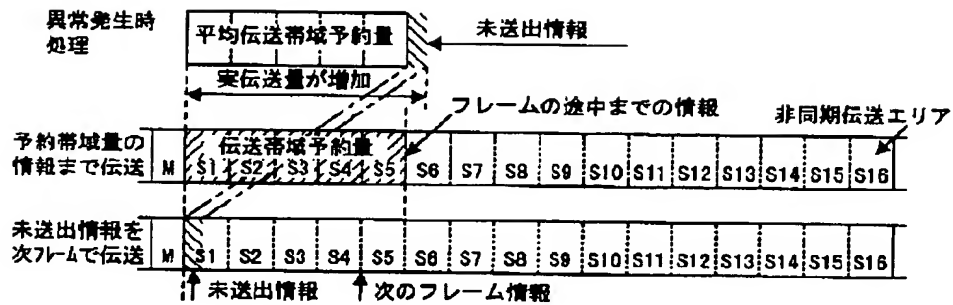 異常発生時
処理
平均伝送帯域予約量
未送出情報
実伝送量が増加
フレームの途中までの情報
非同期伝送エリア
予約帯域量の
情報まで伝送
伝送帯域予約量
M S1 S2 S3 S4 S5 S6 S7 S8 S9 S10 S11 S12 S13 S14 S15 S16
未送出情報を
次フレームで伝送
M S1 S2 S3 S4 S5 S6 S7 S8 S9 S10 S11 S12 S13 S14 S15 S16
未送出情報
次のフレーム情報